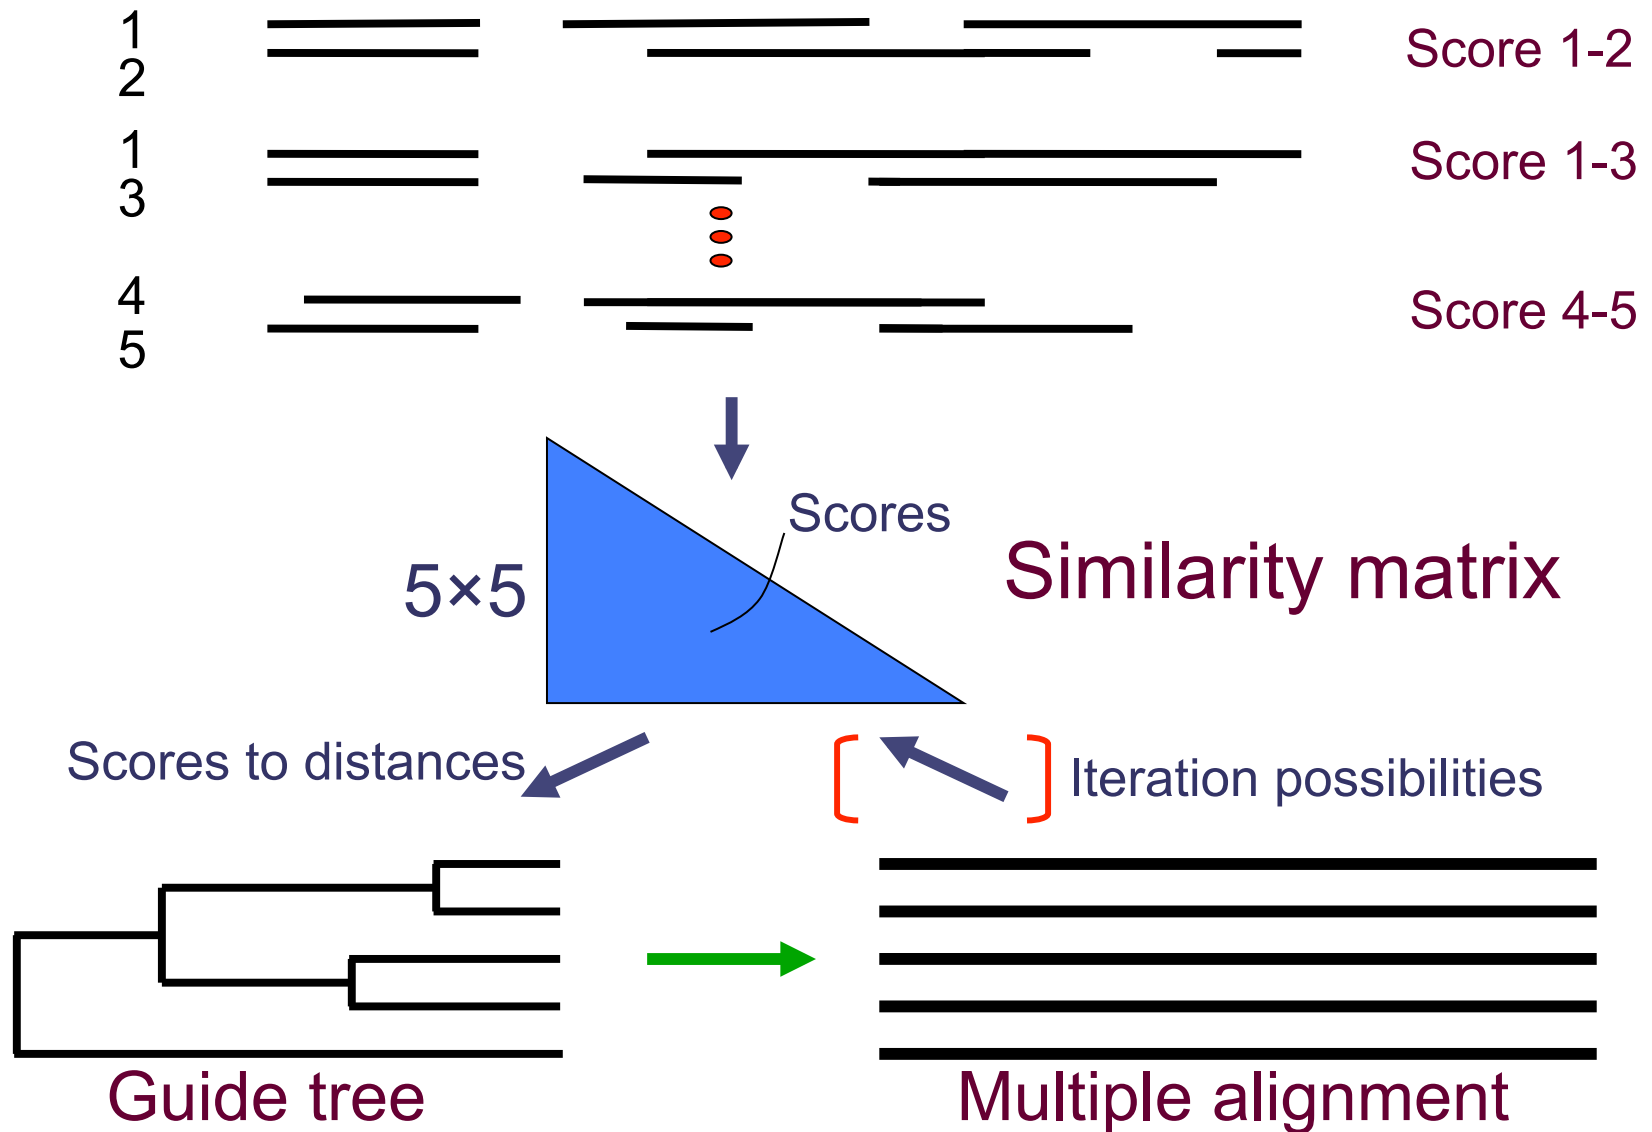 1
2
Score 1-2
1
3
Score 1-3
4
5
Score 4-5
Scores
5×5
Similarity matrix
Scores to distances
Iteration possibilities
Guide tree
Multiple alignment